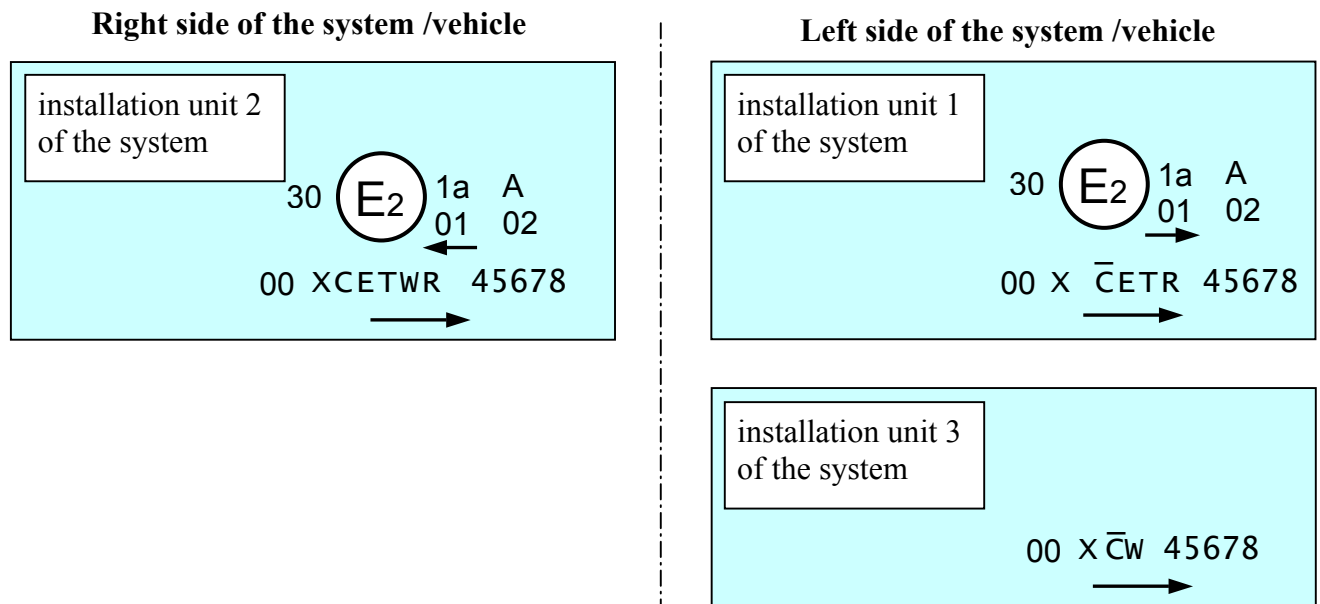 Right side of the system /vehicle
installation unit 2
of the system
30 E2 1a A
01 02
00 XCETWR 45678
Left side of the system /vehicle
installation unit 1
of the system
30 E2 1a A
01 02
00 X C̅ETR 45678
installation unit 3
of the system
00 X C̅W 45678